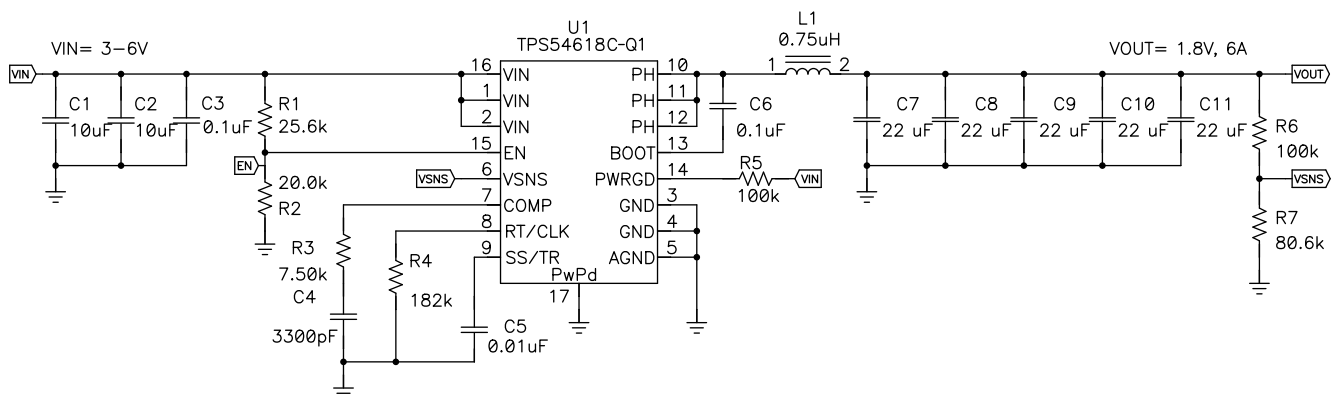 VIN= 3-6V
VIN
C1
10uF
C2
10uF
C3
0.1uF
R1
25.6k
EN
20.0k
R2
U1
TPS54618C-Q1
16 VIN
1 VIN
2 VIN
15 EN
VSNS 6 VSNS
7 COMP
8 RT/CLK
9 SS/TR
PwPd
17
PH 10
PH 11
PH 12
BOOT 13
PWRGD 14
GND 3
GND 4
AGND 5
R3
7.50k
C4
3300pF
R4
182k
C5
0.01uF
L1
0.75uH
1 2
C6
0.1uF
R5
100k
VIN
VOUT= 1.8V, 6A
VOUT
C7
22 uF
C8
22 uF
C9
22 uF
C10
22 uF
C11
22 uF
R6
100k
VSNS
R7
80.6k